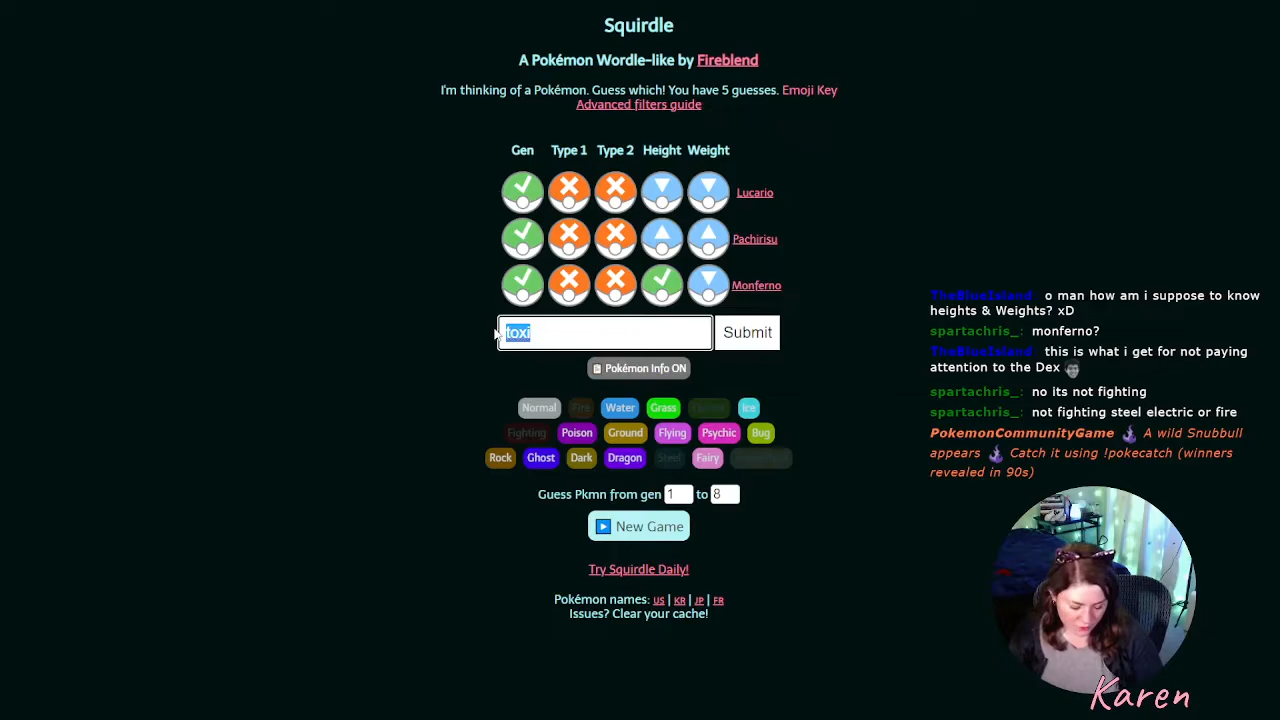 Squirdle
A Pokémon Wordle-like by Fireblend
I'm thinking of a Pokémon. Guess which! You have 5 guesses. Emoji Key
Advanced filters guide
Gen Type 1 Type 2 Height Weight
Lucario
Pachirisu
Monferno
toxi Submit
Pokémon Info ON
Normal Fire Water Grass Electric Ice
Fighting Poison Ground Flying Psychic Bug
Rock Ghost Dark Dragon Steel Fairy
Guess Pkmn from gen 1 to 8
New Game
Try Squirdle Daily!
Pokémon names: US | KR | JP | FR
Issues? Clear your cache!
TheBlueIsland: o man how am i suppose to know
heights & Weights? xD
spartachris_: monferno?
TheBlueIsland: this is what i get for not paying
attention to the Dex
spartachris_: no its not fighting
spartachris_: not fighting steel electric or fire
PokemonCommunityGame A wild Snubbull
appears Catch it using !pokecatch (winners
revealed in 90s)
Karen